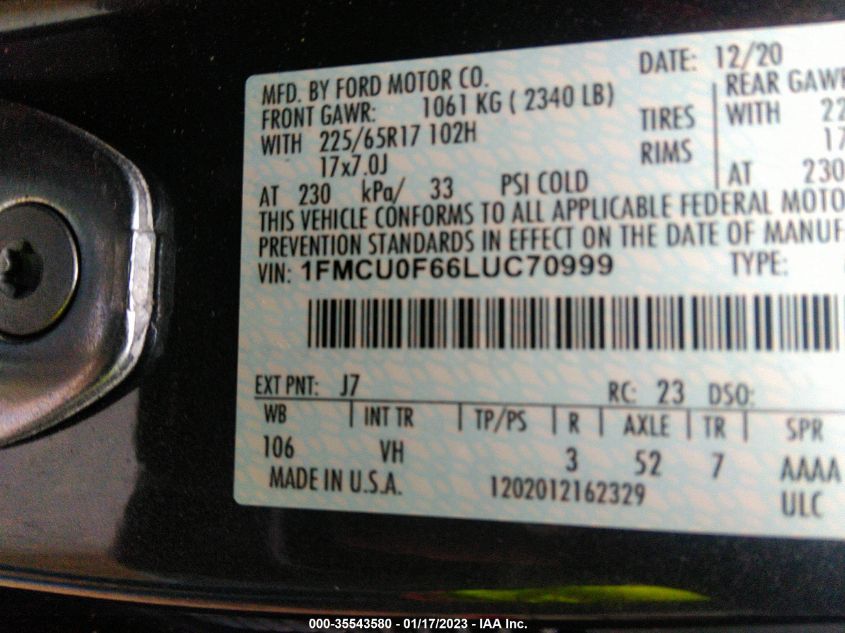 DATE: 12/20
MFD. BY FORD MOTOR CO.
FRONT GAWR: 1061 KG ( 2340 LB)
REAR GAWR
WITH 225/65R17 102H
TIRES
WITH 22
17x7.0J
RIMS
17
AT 230 kPa/ 33 PSI COLD
AT 230
THIS VEHICLE CONFORMS TO ALL APPLICABLE FEDERAL MOTO
PREVENTION STANDARDS IN EFFECT ON THE DATE OF MANUF
VIN: 1FMCU0F66LUC70999 TYPE:
EXT PNT: J7 RC: 23 DSO:
WB INT TR TP/PS R AXLE TR SPR
106 VH 3 52 7 AAAA
MADE IN U.S.A. 1202012162329 ULC
000-35543580 - 01/17/2023 - IAA Inc.